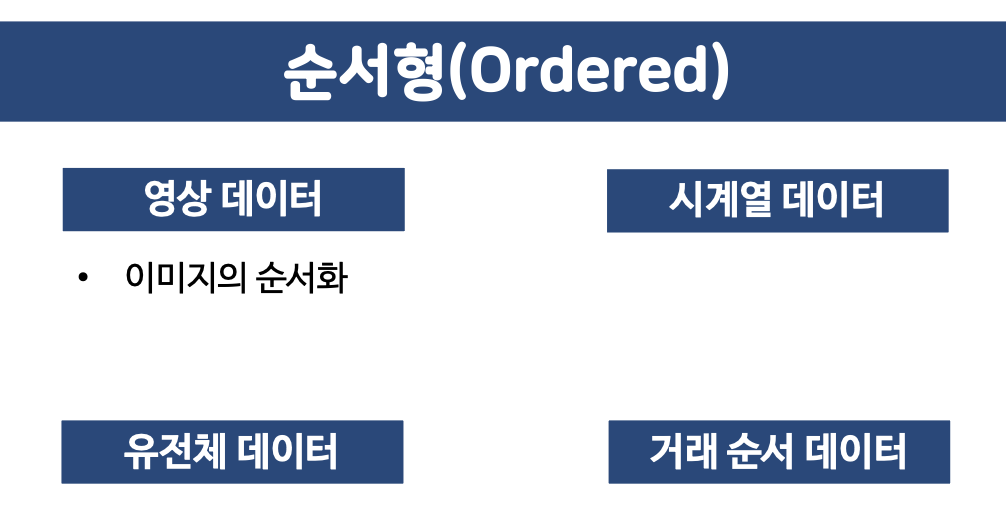 순서형(Ordered)
영상 데이터
시계열 데이터
• 이미지의 순서화
유전체 데이터
거래 순서 데이터